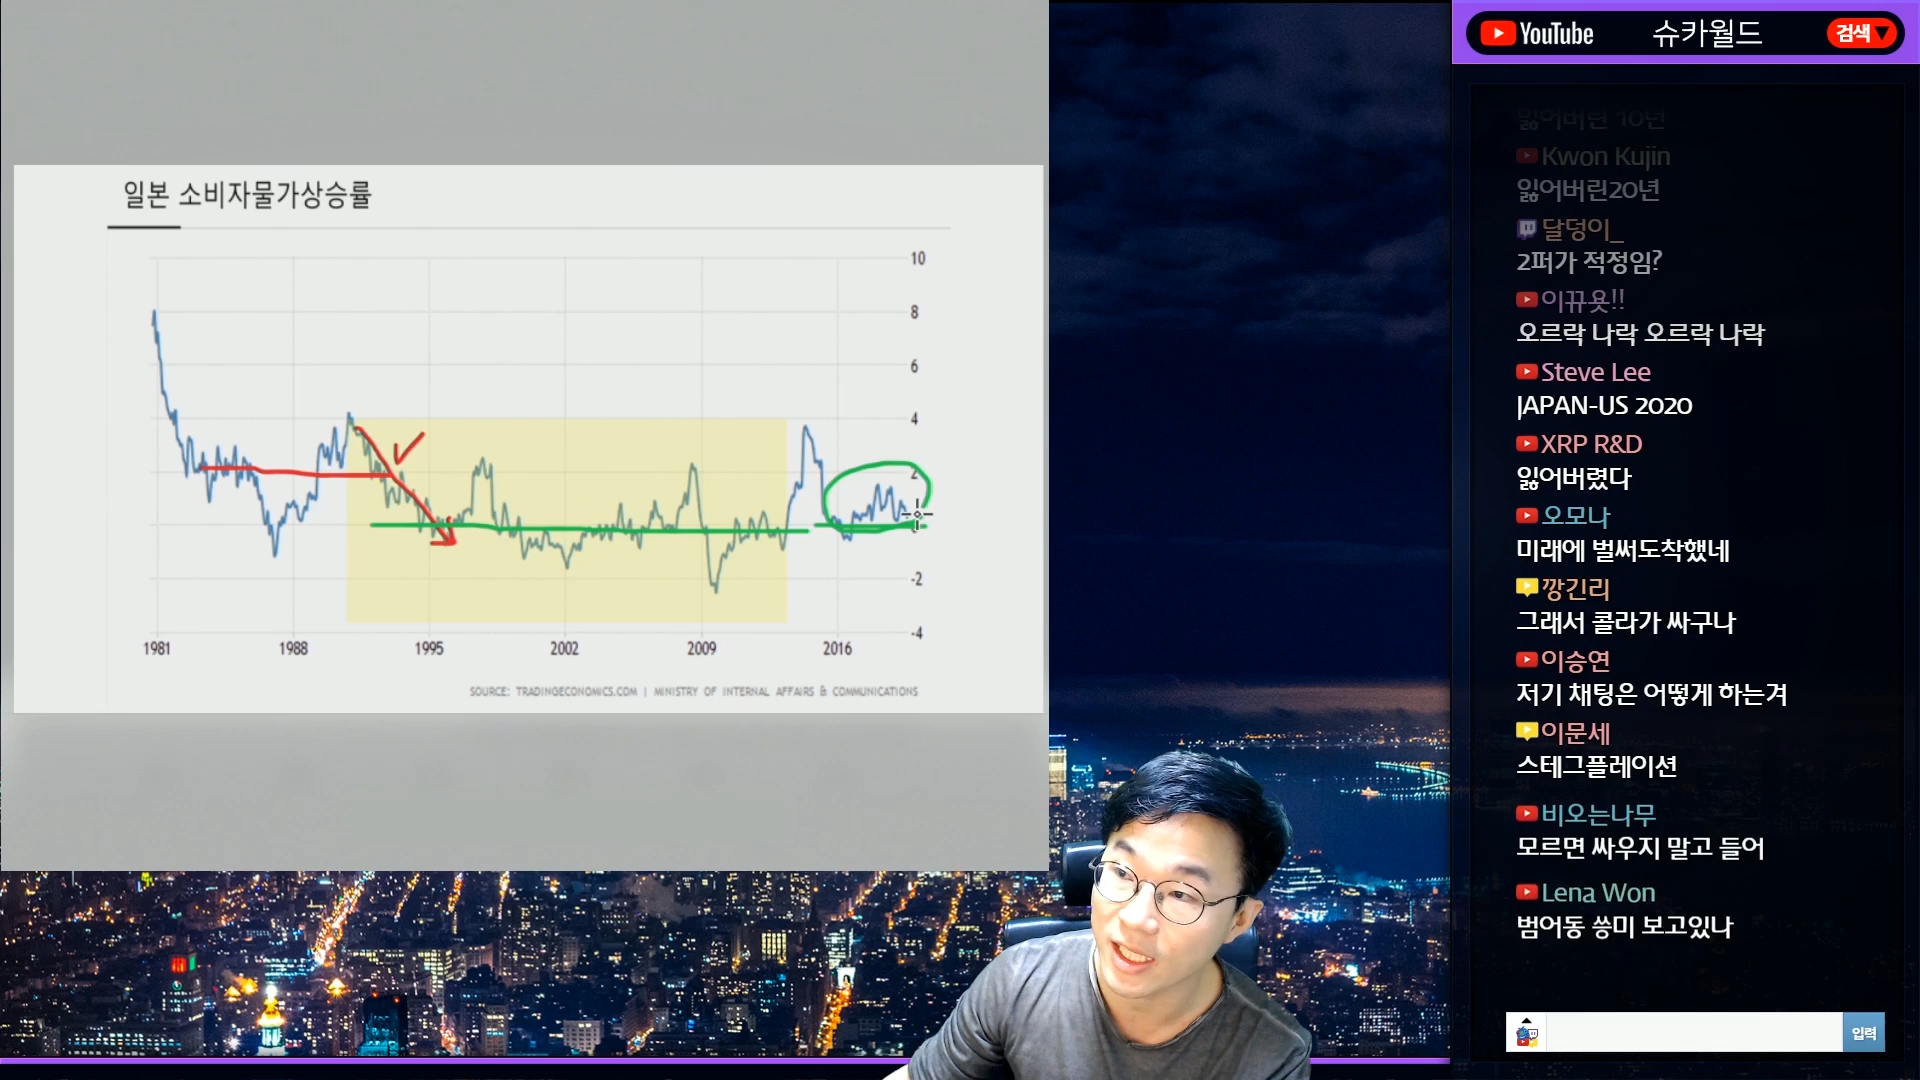 일본 소비자물가상승률
10
8
6
4
2
-2
-4
1981 1988 1995 2002 2009 2016
SOURCE: TRADINGECONOMICS.COM | MINISTRY OF INTERNAL AFFAIRS & COMMUNICATIONS
YouTube 슈카월드 검색▼
잃어버린 10년
Kwon Kujin
잃어버린20년
달덩이_
2퍼가 적정임?
이뀨욧!!
오르락 나락 오르락 나락
Steve Lee
JAPAN-US 2020
XRP R&D
잃어버렸다
오모나
미래에 벌써도착했네
깡긴리
그래서 콜라가 싸구나
이승연
저기 채팅은 어떻게 하는겨
이문세
스테그플레이션
비오는나무
모르면 싸우지 말고 들어
Lena Won
범어동 쏭미 보고있나
입력